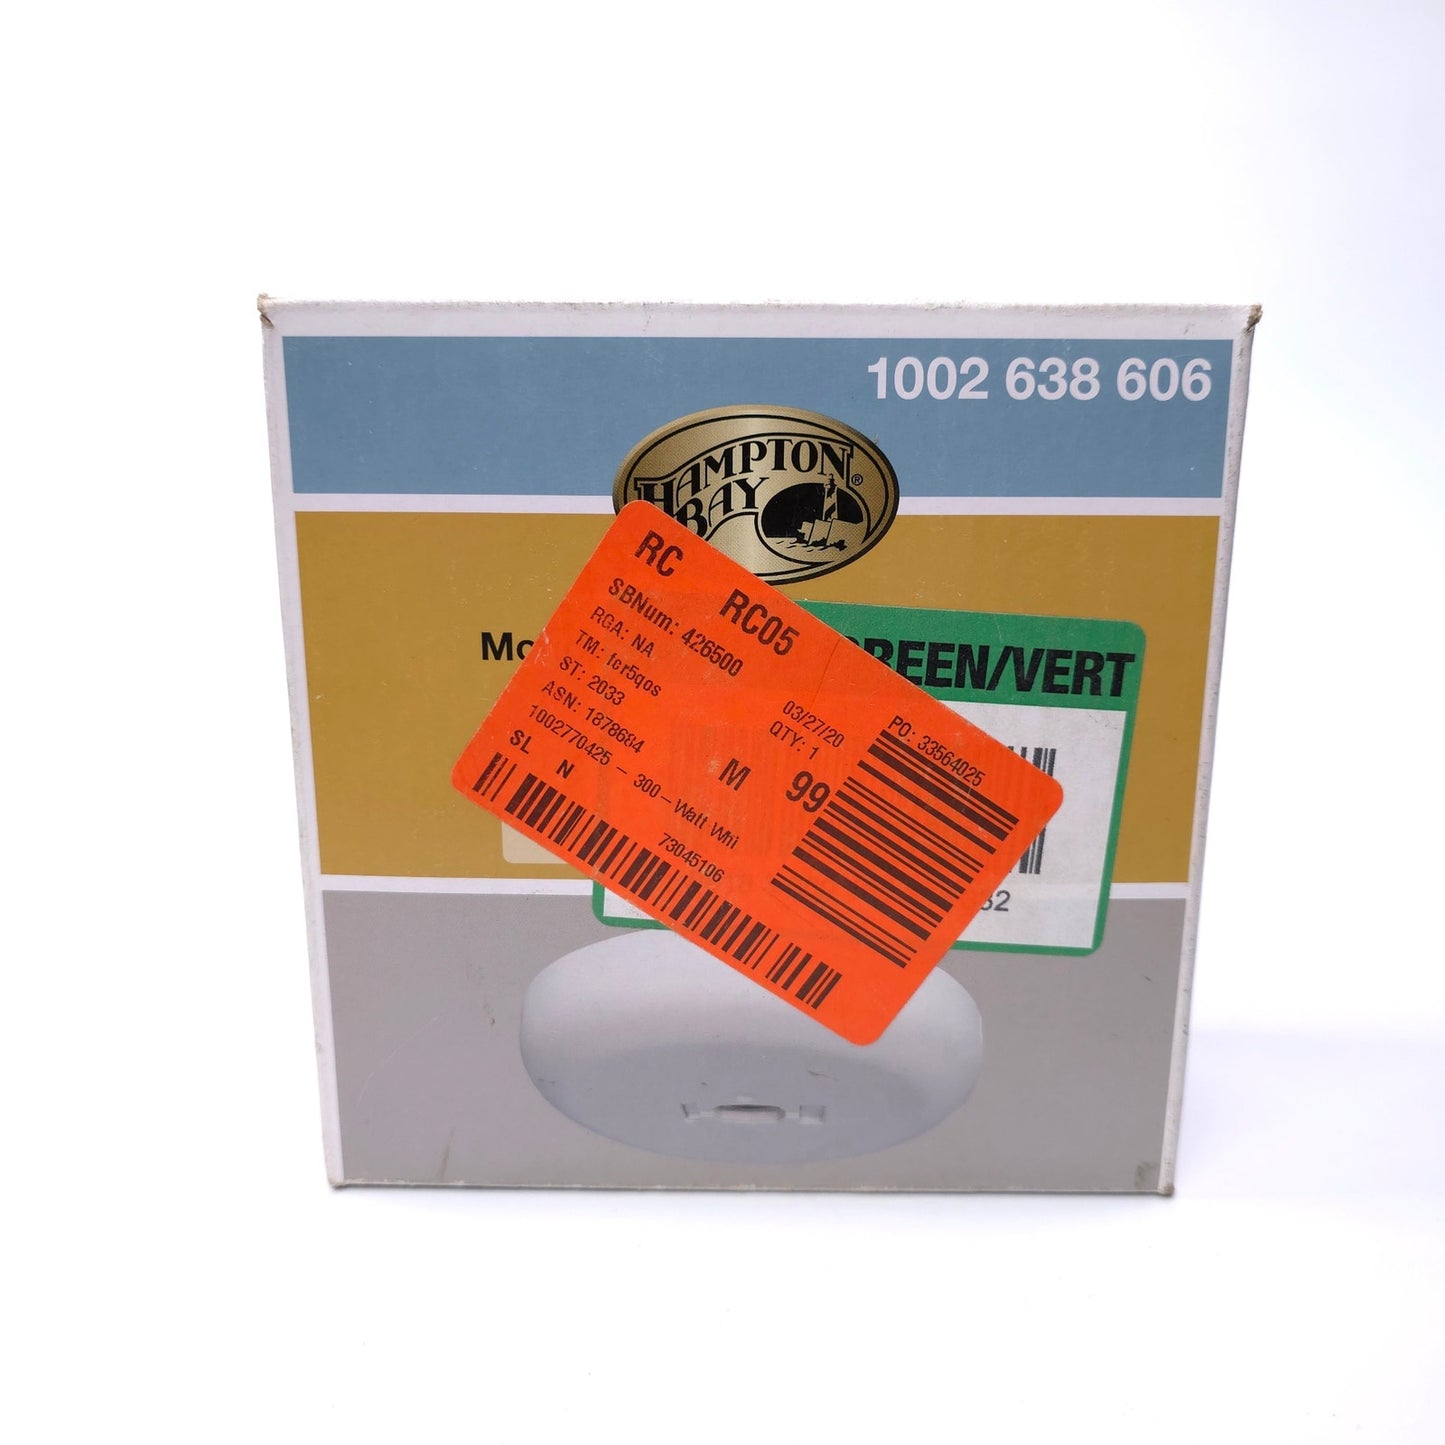 1002 638 606
HAMPTON
BAY
®
GREEN/VERT
RC RC05
SBNum: 426500
RGA: NA
TM: fcr5qos
ST: 2033
ASN: 1878684
1002770425 - 300-Watt Whi
SL N M 99
03/27/20
QTY: 1
PO: 33564025
73045106